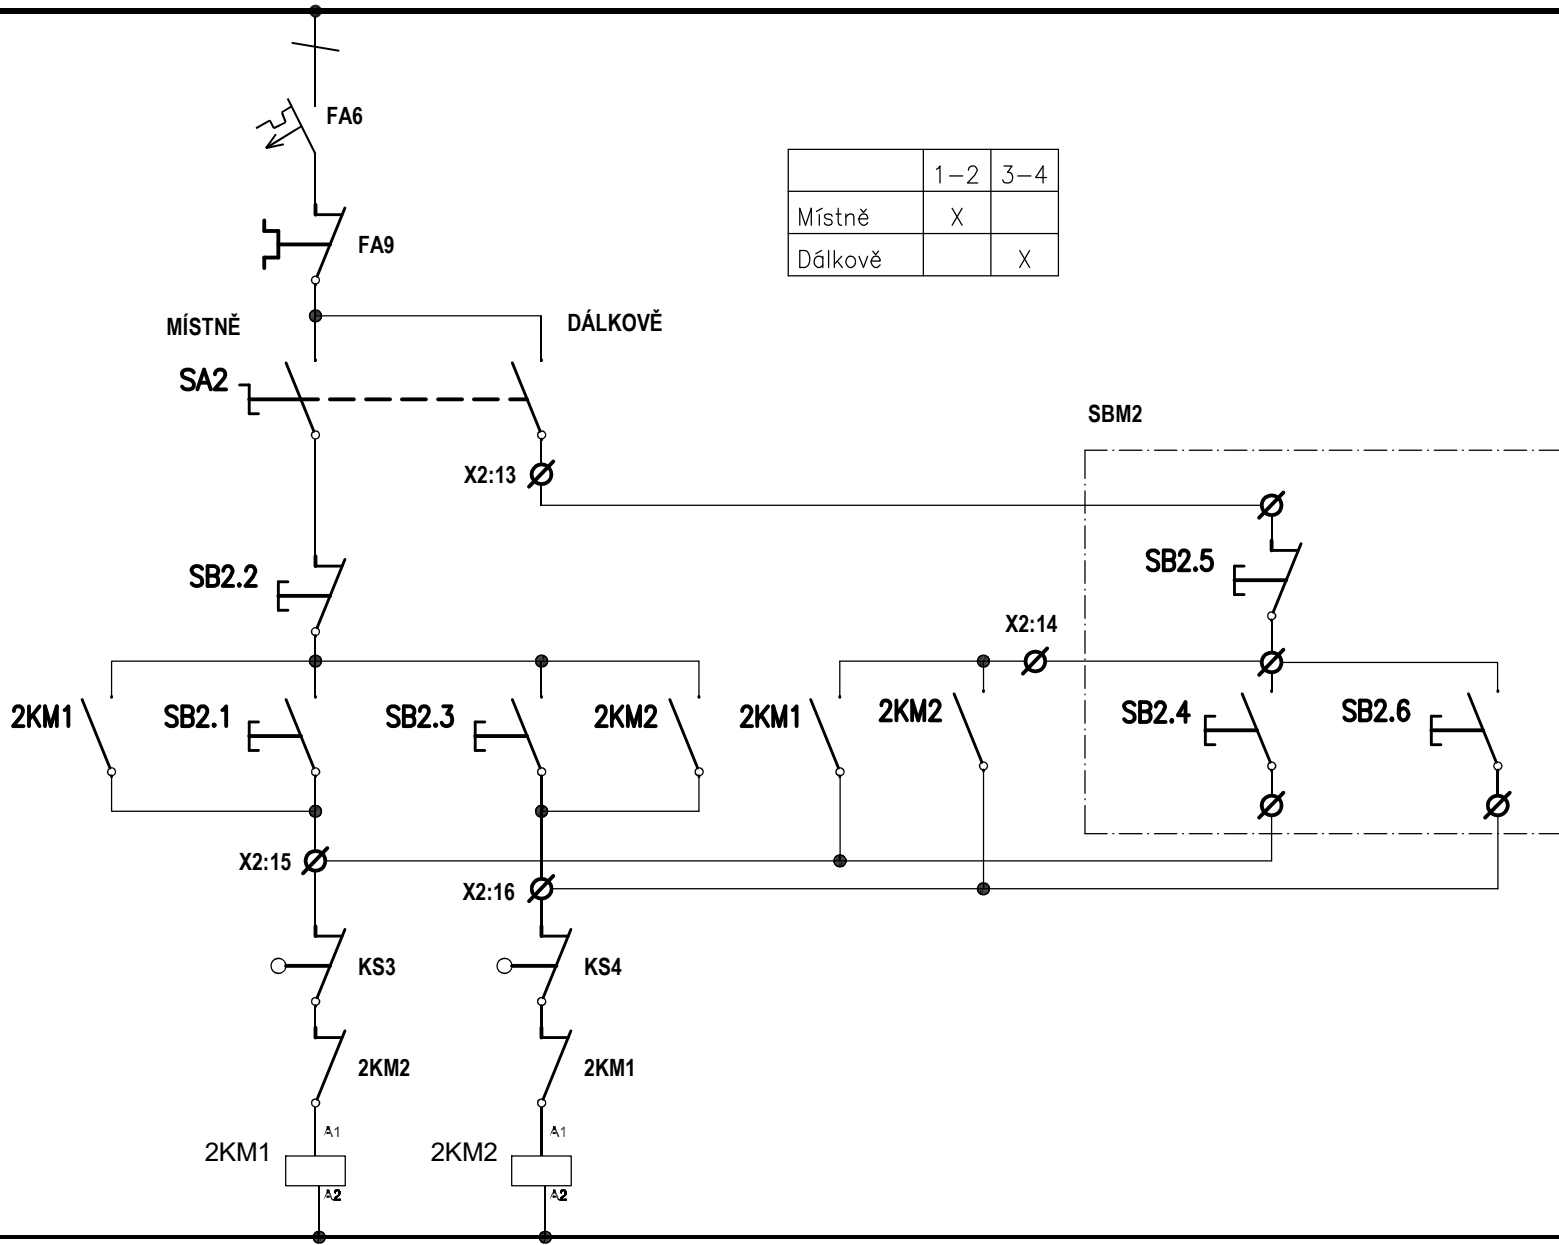 FA6
1-2 3-4
Místně X
Dálkově X
FA9
MÍSTNĚ
DÁLKOVĚ
SA2
SBM2
X2:13
SB2.5
SB2.2
X2:14
2KM1
SB2.1
SB2.3
2KM2
2KM1
2KM2
SB2.4
SB2.6
X2:15
X2:16
KS3
KS4
2KM2
2KM1
A1
A1
2KM1
2KM2
A2
A2